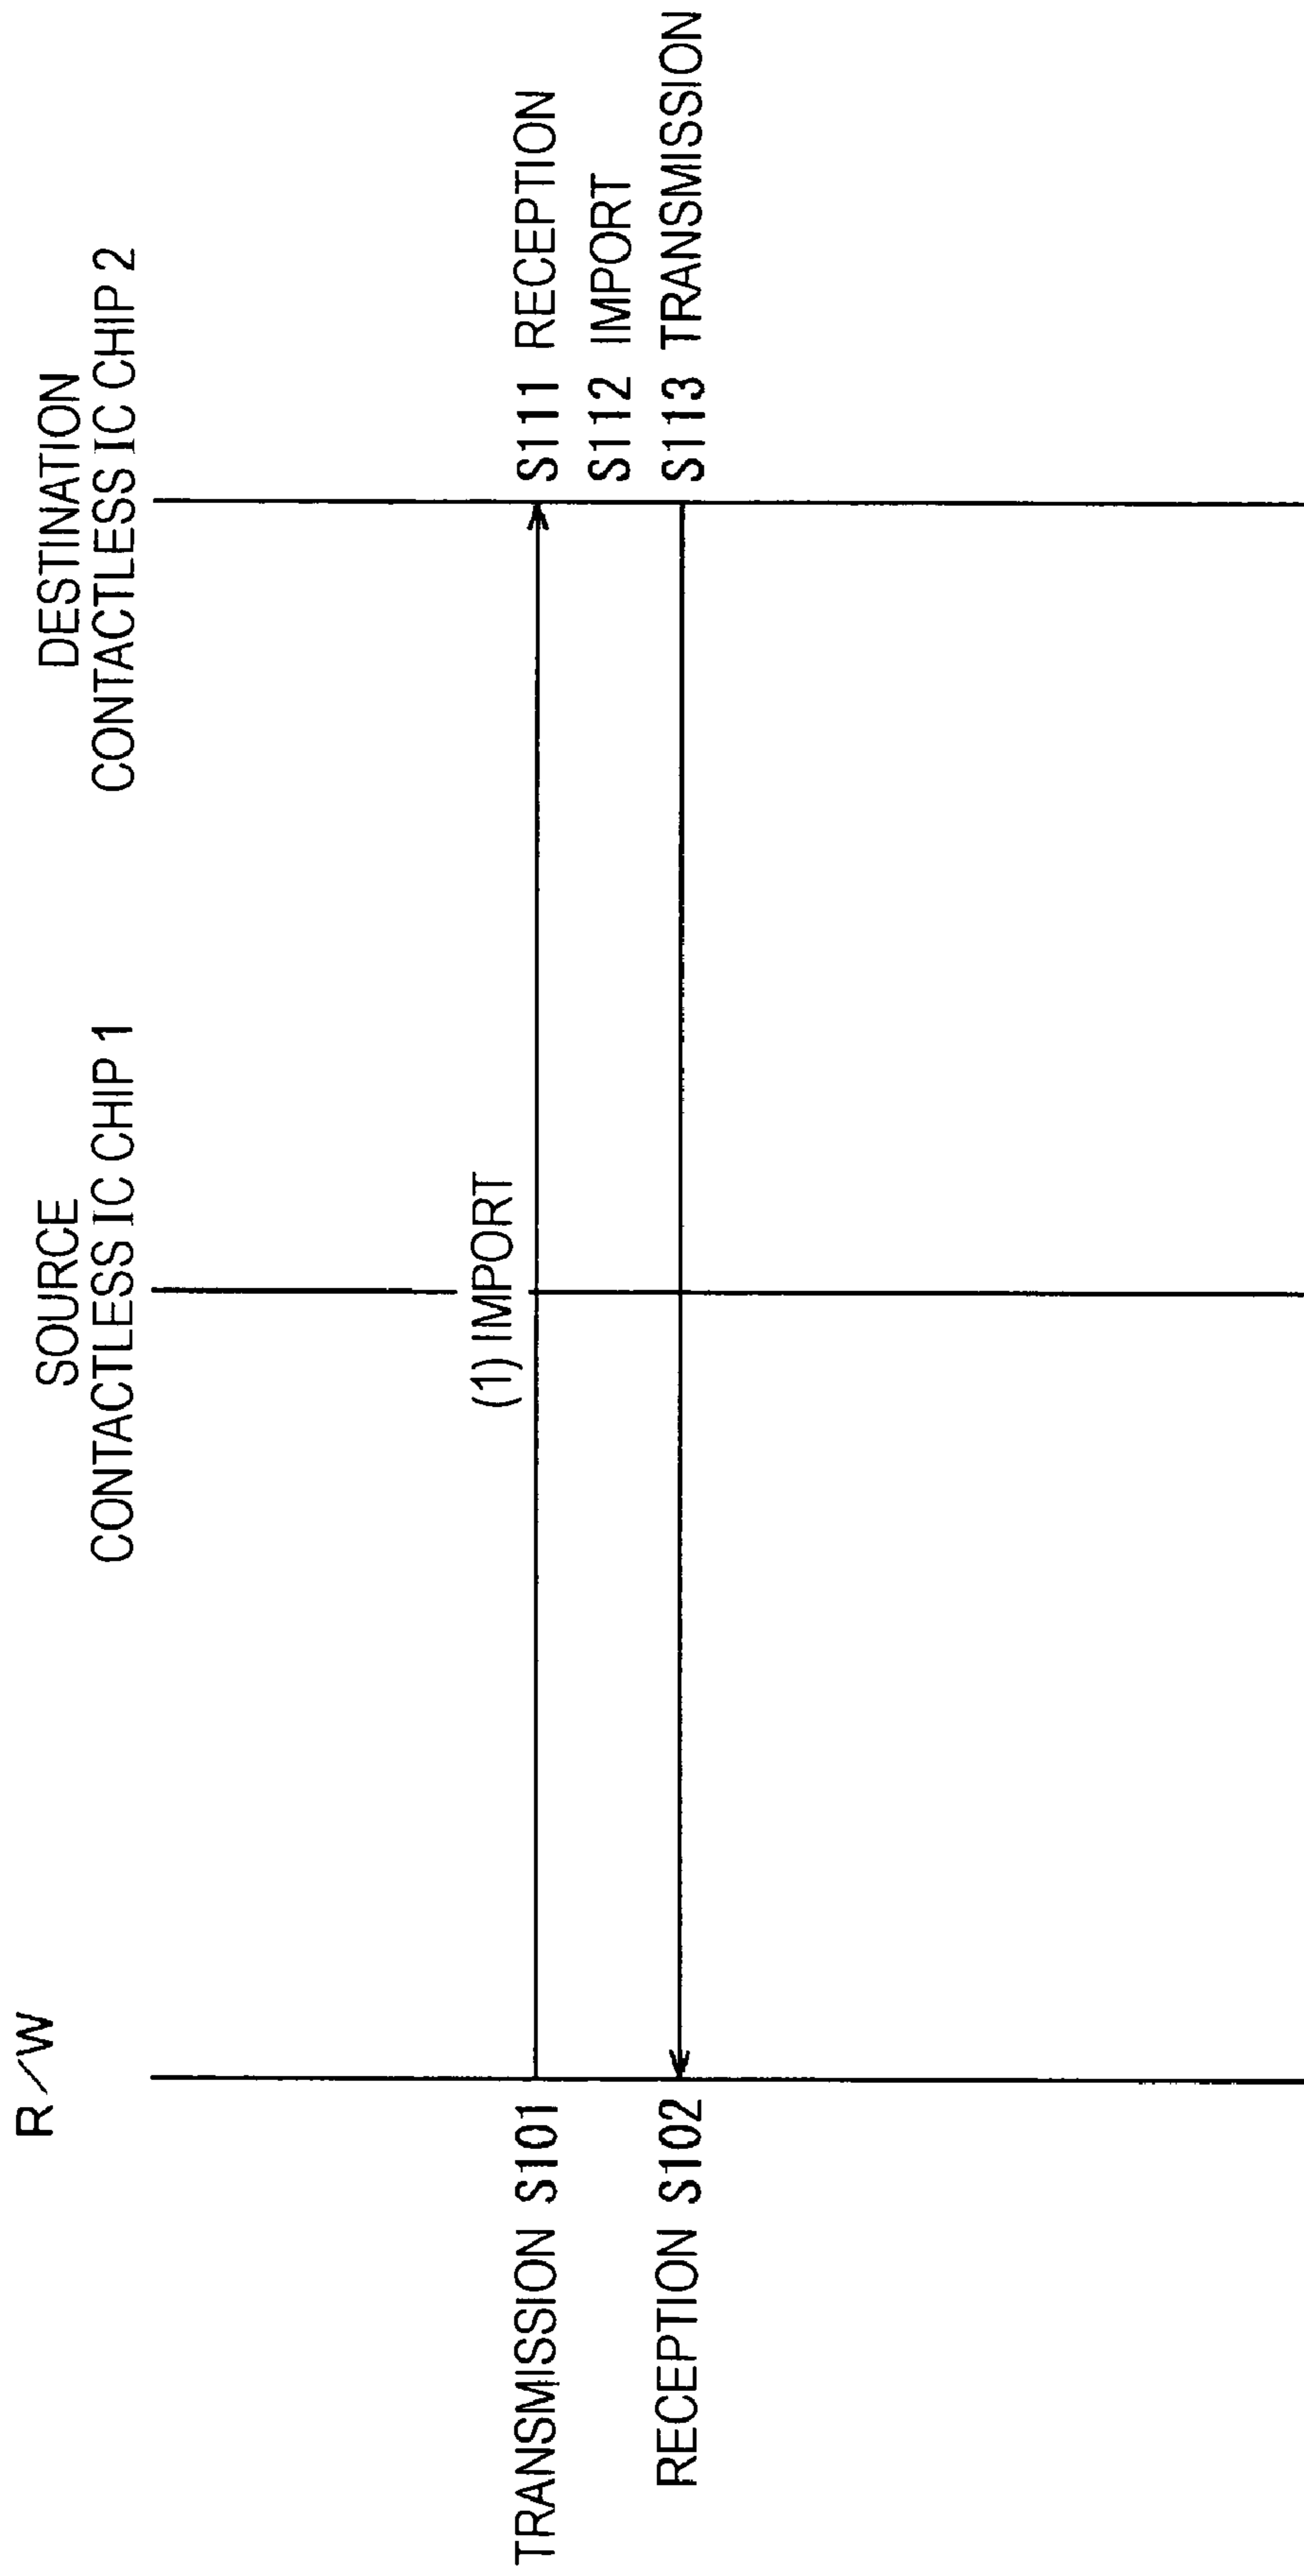 R/W
SOURCE
CONTACTLESS IC CHIP 1
DESTINATION
CONTACTLESS IC CHIP 2
(1) IMPORT
TRANSMISSION S101
S111 RECEPTION
S112 IMPORT
RECEPTION S102
S113 TRANSMISSION